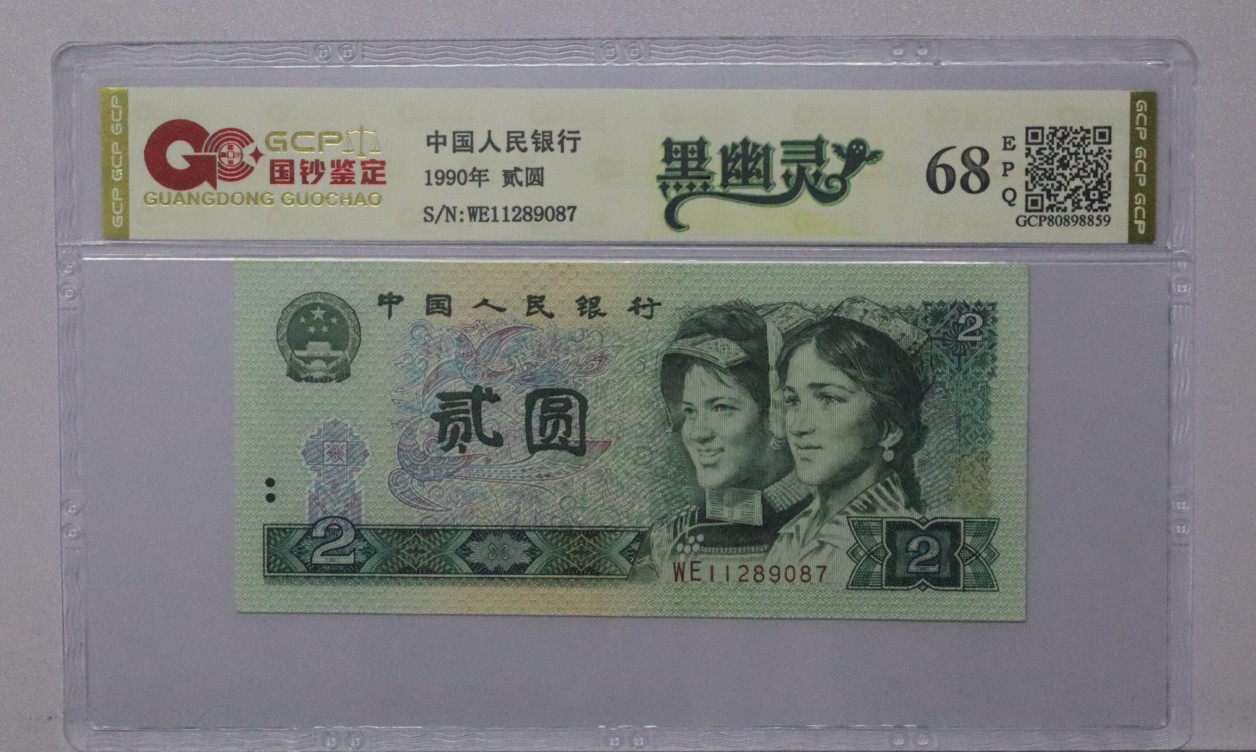 GCP GCP GCP
GCP
国钞鉴定
GUANGDONG GUOCHAO
中国人民银行
1990年 贰圆
S/N:WE11289087
黑幽灵
68
E
P
Q
GCP80898859
GCP GCP GCP
中国人民银行
2
贰圆
2
WE11289087
2